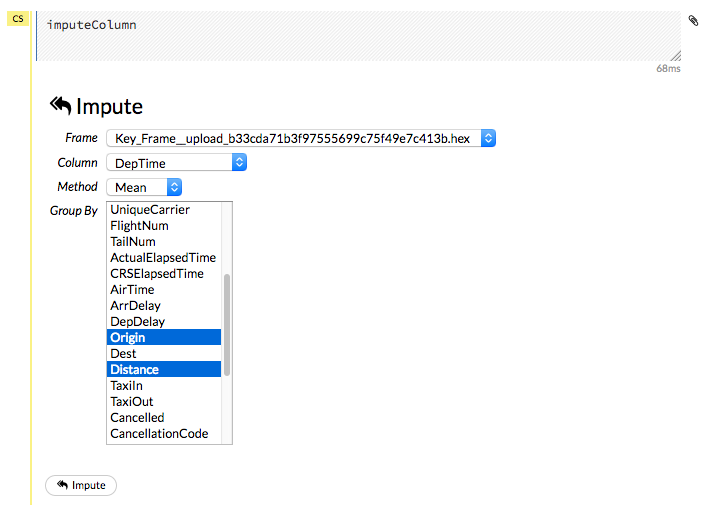 CS
imputeColumn
68ms
Impute
Frame Key_Frame__upload_b33cda71b3f97555699c75f49e7c413b.hex
Column DepTime
Method Mean
Group By UniqueCarrier
FlightNum
TailNum
ActualElapsedTime
CRSElapsedTime
AirTime
ArrDelay
DepDelay
Origin
Dest
Distance
TaxiIn
TaxiOut
Cancelled
CancellationCode
Impute